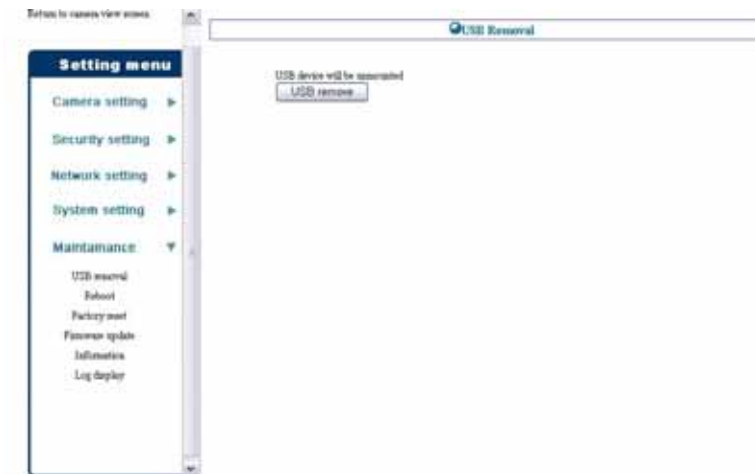 Return to camera view screen
USB Removal
Setting menu
USB device will be unmounted
USB remove
Camera setting
Security setting
Network setting
System setting
Maintainance
USB removal
Reboot
Factory reset
Firmware update
Information
Log display